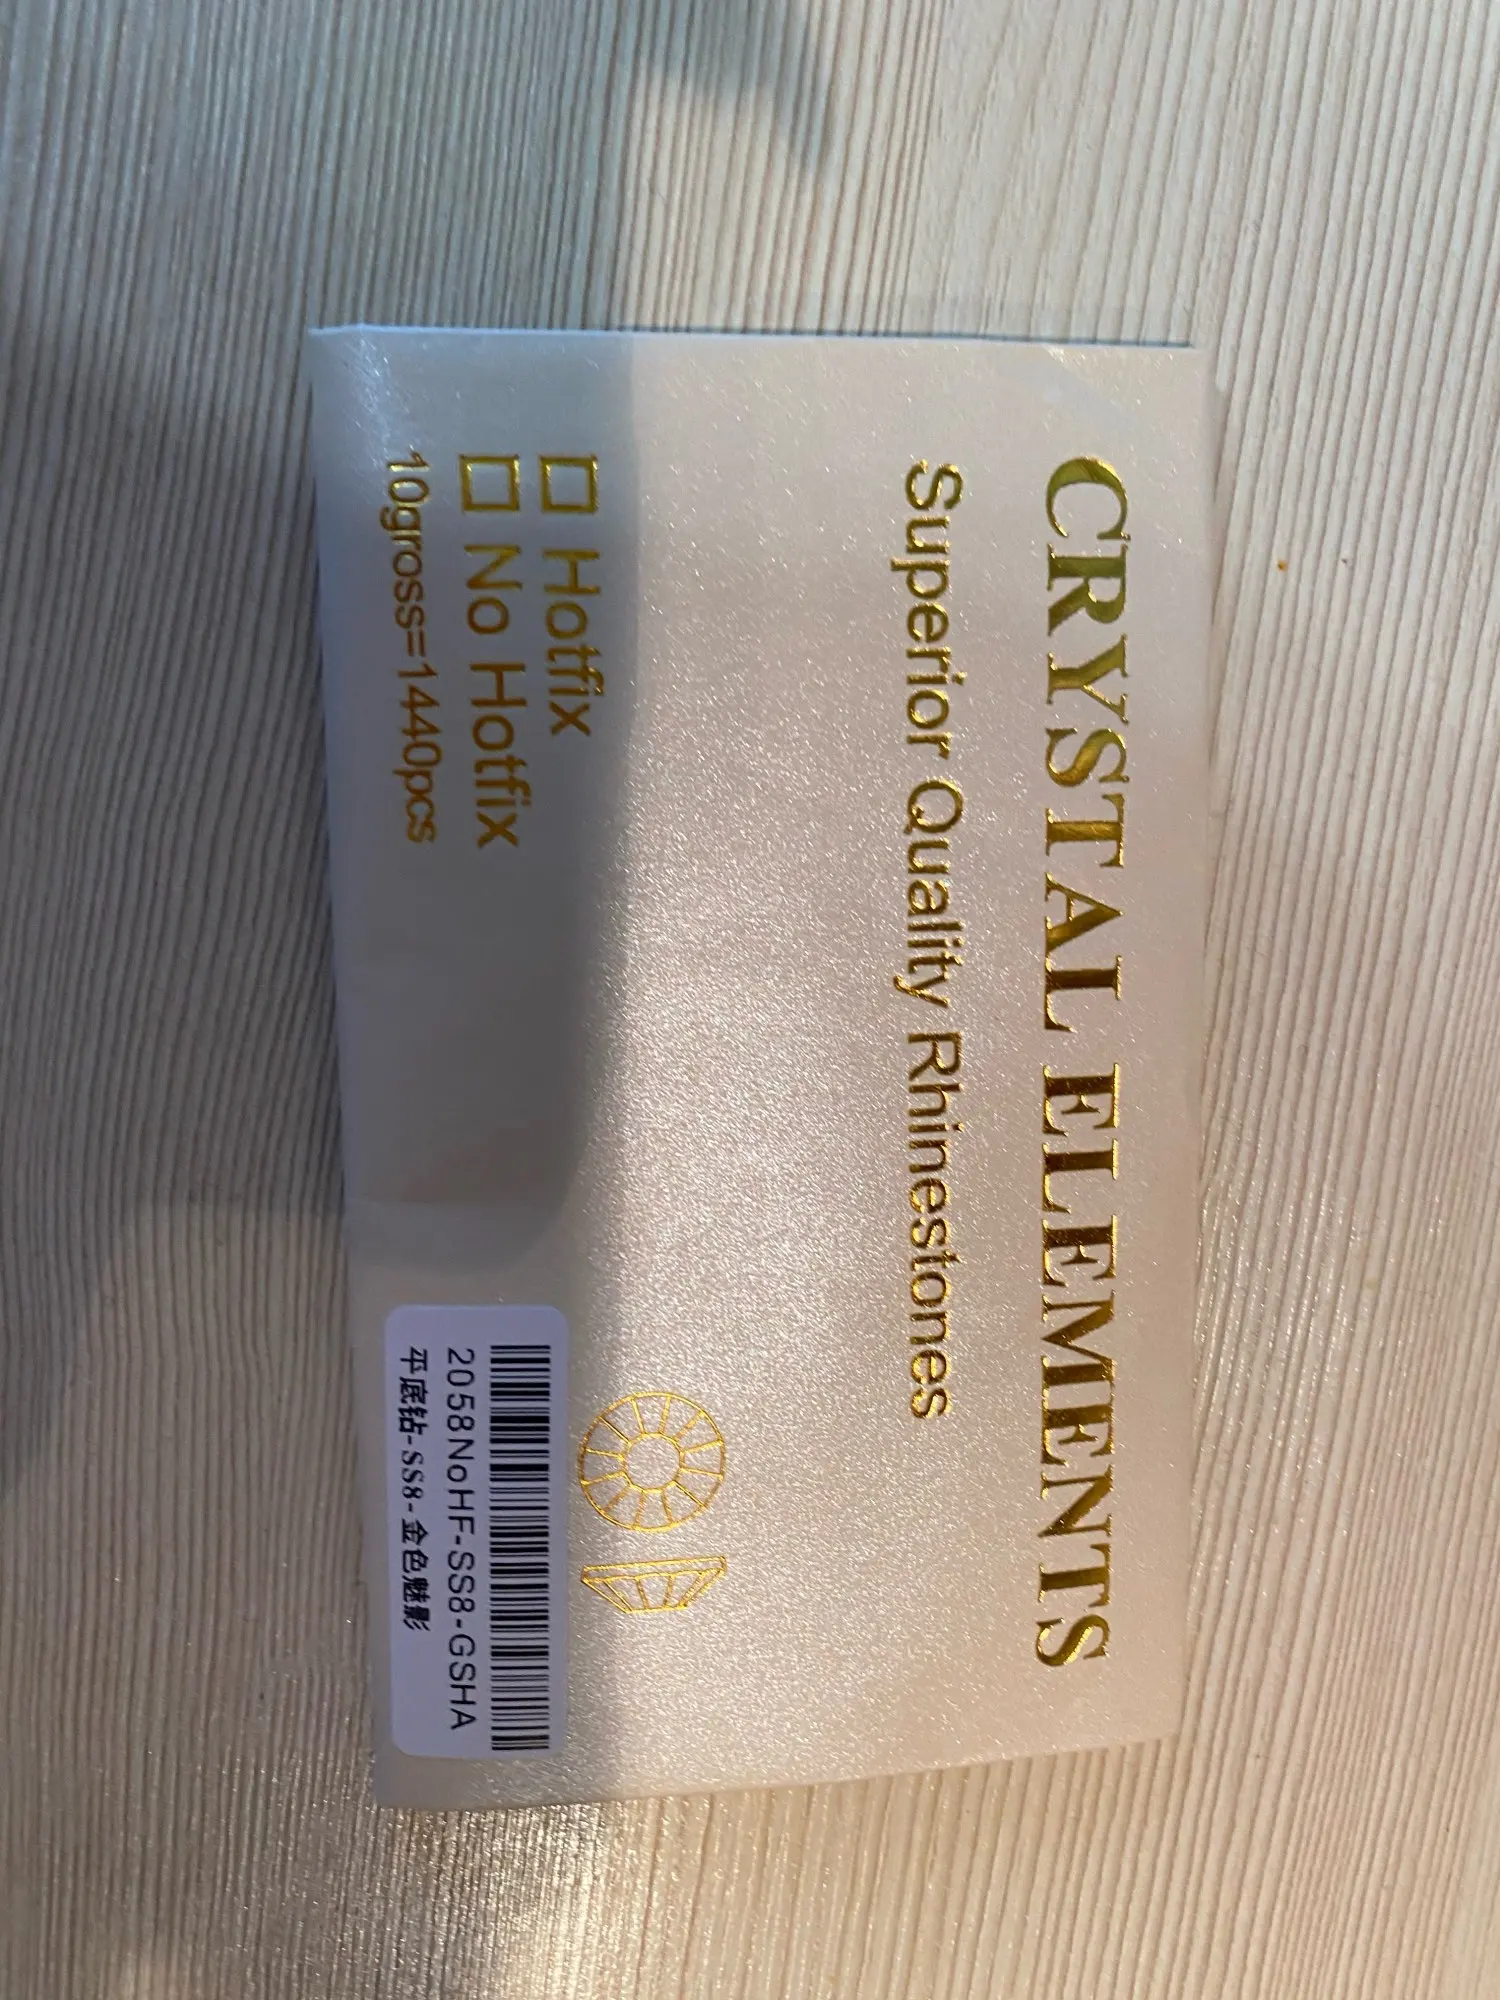 CRYSTAL ELEMENTS
Superior Quality Rhinestones
Hotfix
No Hotfix
10gross=1440pcs
2058NoHF-SS8-GSHA
平底钻-SS8-金色魅影